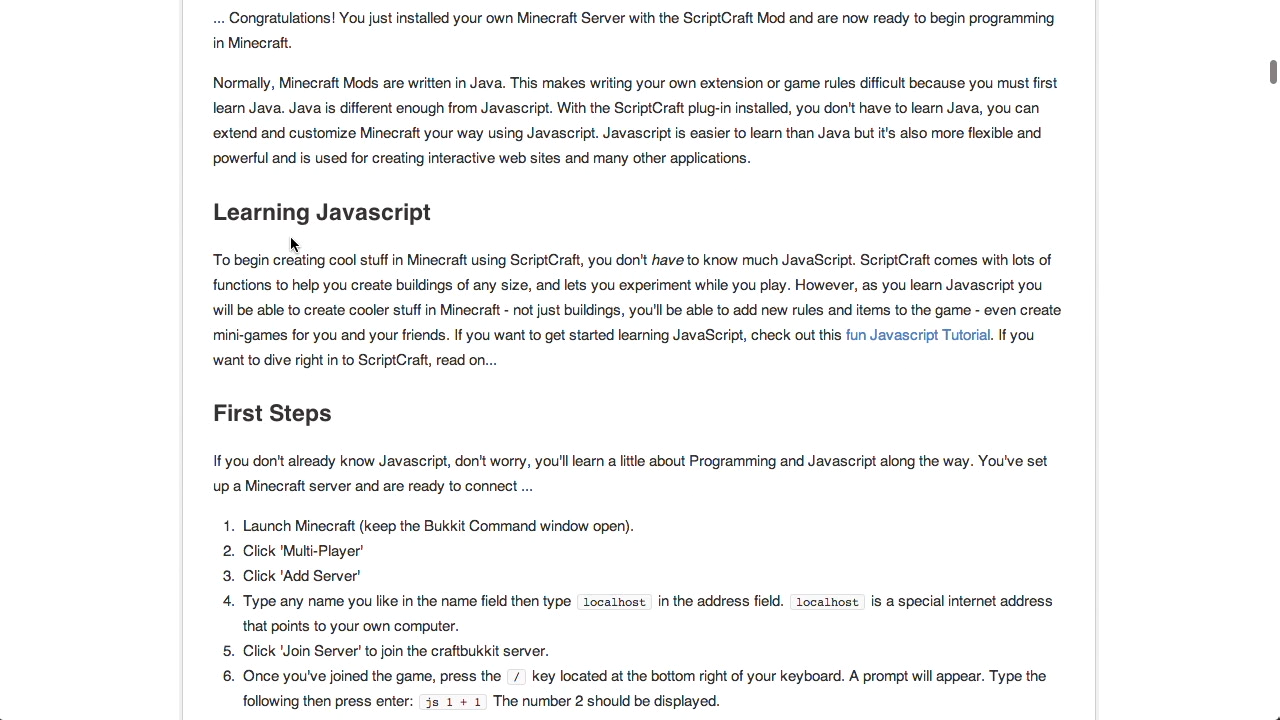 ... Congratulations! You just installed your own Minecraft Server with the ScriptCraft Mod and are now ready to begin programming
in Minecraft.
Normally, Minecraft Mods are written in Java. This makes writing your own extension or game rules difficult because you must first
learn Java. Java is different enough from Javascript. With the ScriptCraft plug-in installed, you don't have to learn Java, you can
extend and customize Minecraft your way using Javascript. Javascript is easier to learn than Java but it's also more flexible and
powerful and is used for creating interactive web sites and many other applications.
Learning Javascript
To begin creating cool stuff in Minecraft using ScriptCraft, you don't have to know much JavaScript. ScriptCraft comes with lots of
functions to help you create buildings of any size, and lets you experiment while you play. However, as you learn Javascript you
will be able to create cooler stuff in Minecraft - not just buildings, you'll be able to add new rules and items to the game - even create
mini-games for you and your friends. If you want to get started learning JavaScript, check out this fun Javascript Tutorial. If you
want to dive right in to ScriptCraft, read on...
First Steps
If you don't already know Javascript, don't worry, you'll learn a little about Programming and Javascript along the way. You've set
up a Minecraft server and are ready to connect ...
1. Launch Minecraft (keep the Bukkit Command window open).
2. Click 'Multi-Player'
3. Click 'Add Server'
4. Type any name you like in the name field then type localhost in the address field. localhost is a special internet address
that points to your own computer.
5. Click 'Join Server' to join the craftbukkit server.
6. Once you've joined the game, press the / key located at the bottom right of your keyboard. A prompt will appear. Type the
following then press enter: js 1 + 1 The number 2 should be displayed.